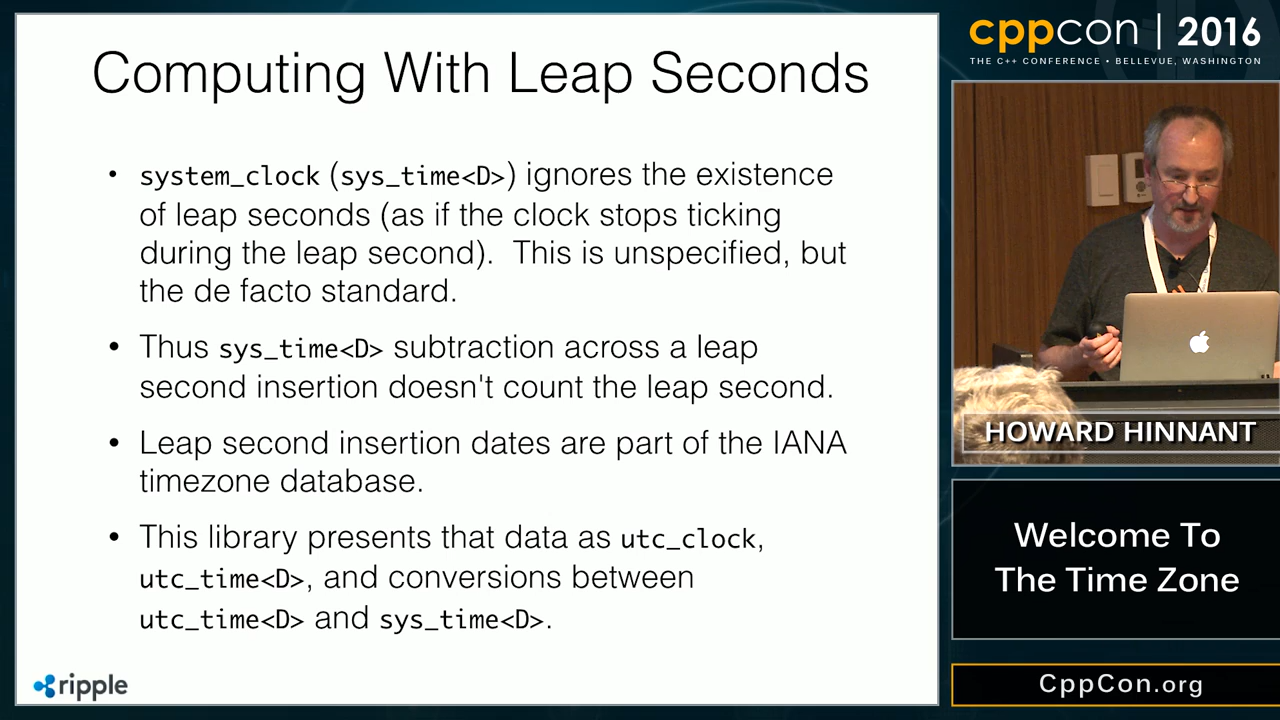 Computing With Leap Seconds
• system_clock (sys_time<D>) ignores the existence
of leap seconds (as if the clock stops ticking
during the leap second).  This is unspecified, but
the de facto standard.
• Thus sys_time<D> subtraction across a leap
second insertion doesn't count the leap second.
• Leap second insertion dates are part of the IANA
timezone database.
• This library presents that data as utc_clock,
utc_time<D>, and conversions between
utc_time<D> and sys_time<D>.
ripple
cppcon | 2016
THE C++ CONFERENCE • BELLEVUE, WASHINGTON
HOWARD HINNANT
Welcome To
The Time Zone
CppCon.org